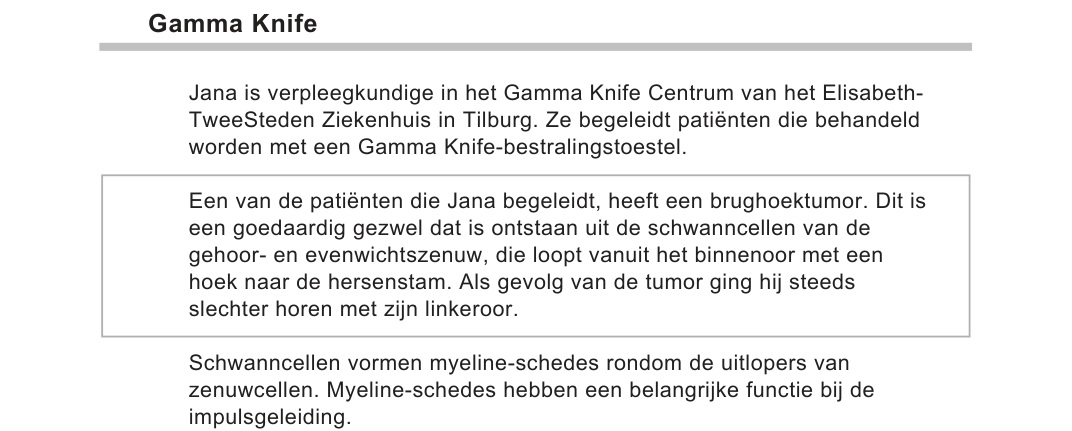 Gamma Knife
Jana is verpleegkundige in het Gamma Knife Centrum van het Elisabeth-
TweeSteden Ziekenhuis in Tilburg. Ze begeleidt patiënten die behandeld
worden met een Gamma Knife-bestralingstoestel.
Een van de patiënten die Jana begeleidt, heeft een brughoektumor. Dit is
een goedaardig gezwel dat is ontstaan uit de schwanncellen van de
gehoor- en evenwichtszenuw, die loopt vanuit het binnenoor met een
hoek naar de hersenstam. Als gevolg van de tumor ging hij steeds
slechter horen met zijn linkeroor.
Schwanncellen vormen myeline-schedes rondom de uitlopers van
zenuwcellen. Myeline-schedes hebben een belangrijke functie bij de
impulsgeleiding.